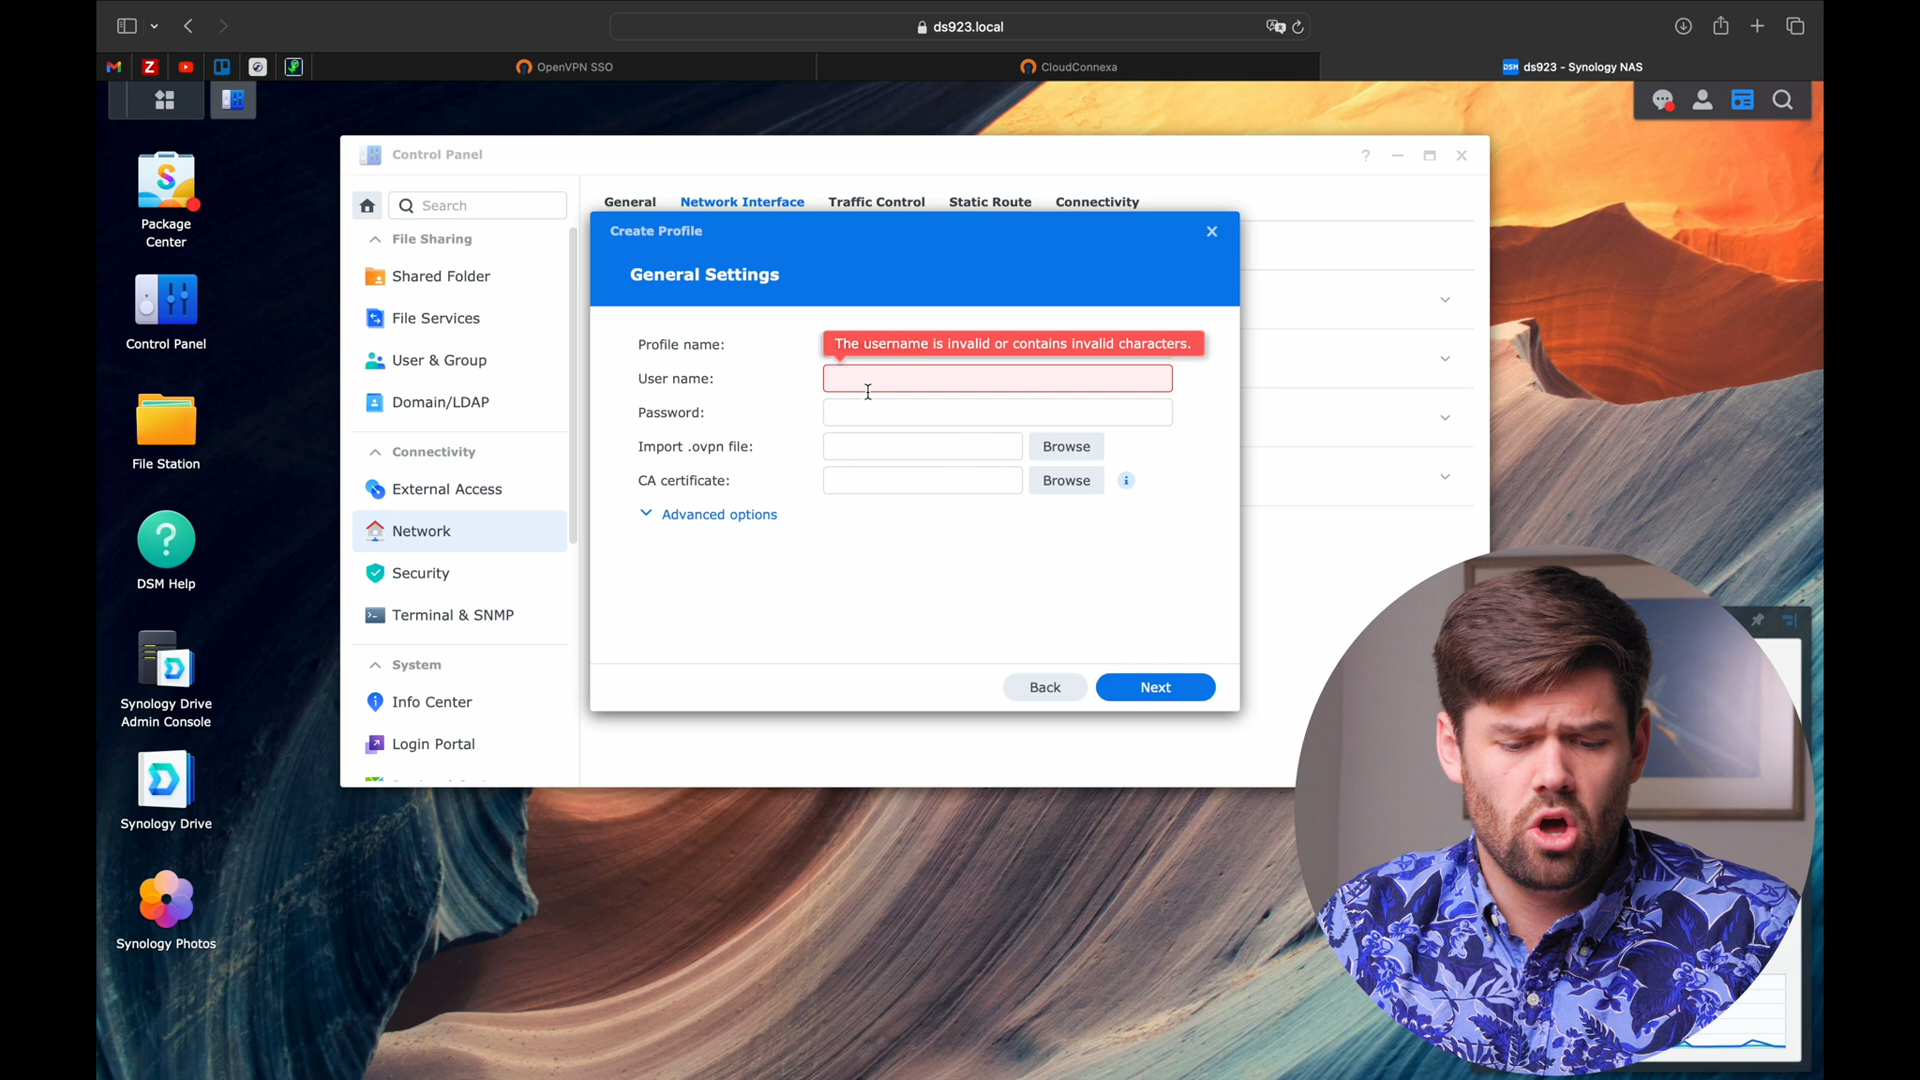 ds923.local
OpenVPN SSO
CloudConnexa
DSM ds923 - Synology NAS
Package
Center
Control Panel
File Station
DSM Help
Synology Drive
Admin Console
Synology Drive
Synology Photos
Control Panel
Search
File Sharing
Shared Folder
File Services
User & Group
Domain/LDAP
Connectivity
External Access
Network
Security
Terminal & SNMP
System
Info Center
Login Portal
General
Network Interface
Traffic Control
Static Route
Connectivity
Create Profile
General Settings
Profile name:
The username is invalid or contains invalid characters.
User name:
Password:
Import .ovpn file:
Browse
CA certificate:
Browse
Advanced options
Back
Next